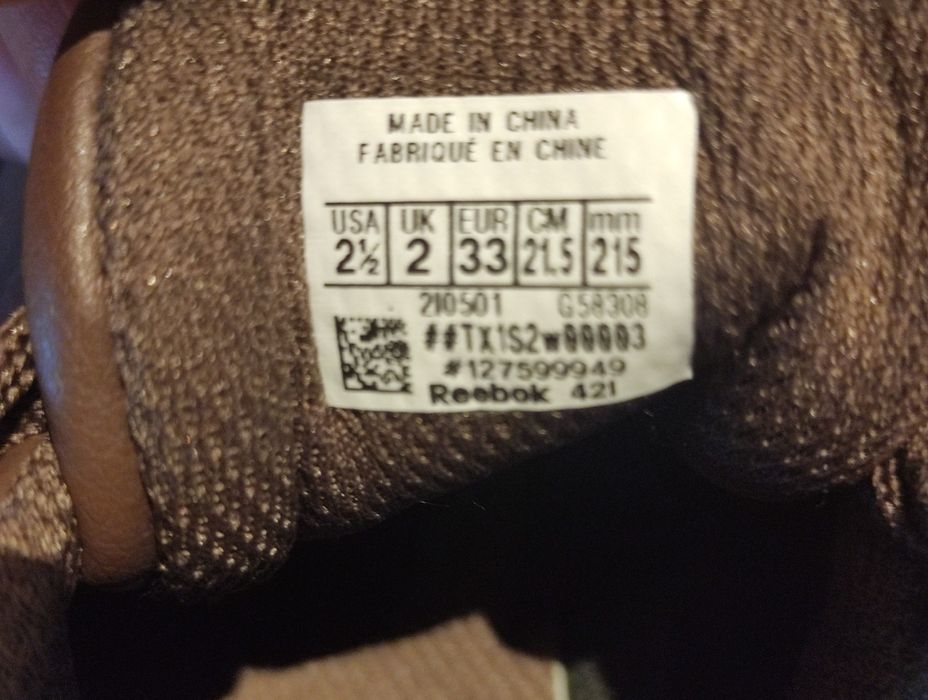 MADE IN CHINA
FABRIQUÉ EN CHINE
USA UK EUR CM mm
2½ 2 33 21.5 215
210501 G58308
##TX1S2w00003
#127599949
Reebok 421